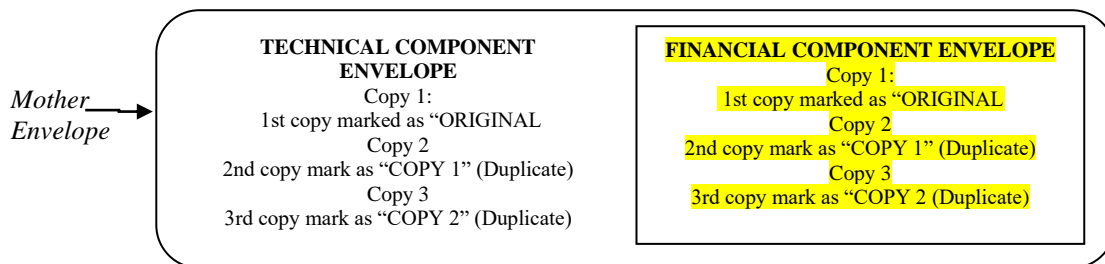 Mother
Envelope
TECHNICAL COMPONENT
ENVELOPE
Copy 1:
1st copy marked as “ORIGINAL
Copy 2
2nd copy mark as “COPY 1” (Duplicate)
Copy 3
3rd copy mark as “COPY 2” (Duplicate)
FINANCIAL COMPONENT ENVELOPE
Copy 1:
1st copy marked as “ORIGINAL
Copy 2
2nd copy mark as “COPY 1” (Duplicate)
Copy 3
3rd copy mark as “COPY 2 (Duplicate)